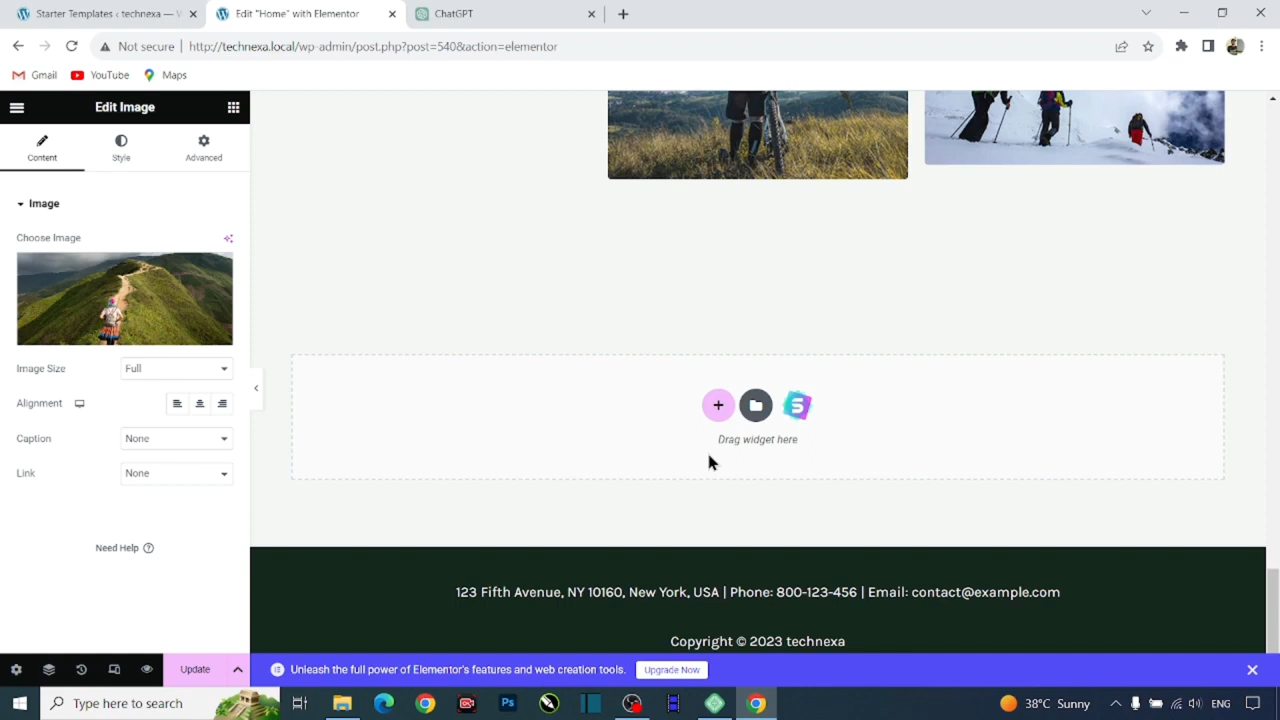 Starter Templates ‹ technexa — W
Edit "Home" with Elementor
ChatGPT
Not secure
http://technexa.local/wp-admin/post.php?post=540&action=elementor
Gmail
YouTube
Maps
Edit Image
Content
Style
Advanced
Image
Choose Image
Image Size
Full
Alignment
Caption
None
Link
None
Need Help
Drag widget here
123 Fifth Avenue, NY 10160, New York, USA | Phone: 800-123-456 | Email: contact@example.com
Copyright © 2023 technexa
Update
Unleash the full power of Elementor's features and web creation tools.
Upgrade Now
Type here to search
38°C Sunny
ENG